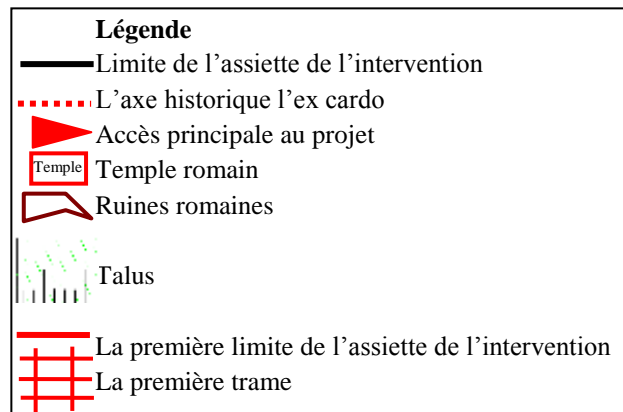 Légende
Limite de l’assiette de l’intervention
L’axe historique l’ex cardo
Accès principale au projet
Temple Temple romain
Ruines romaines
Talus
La première limite de l’assiette de l’intervention
La première trame